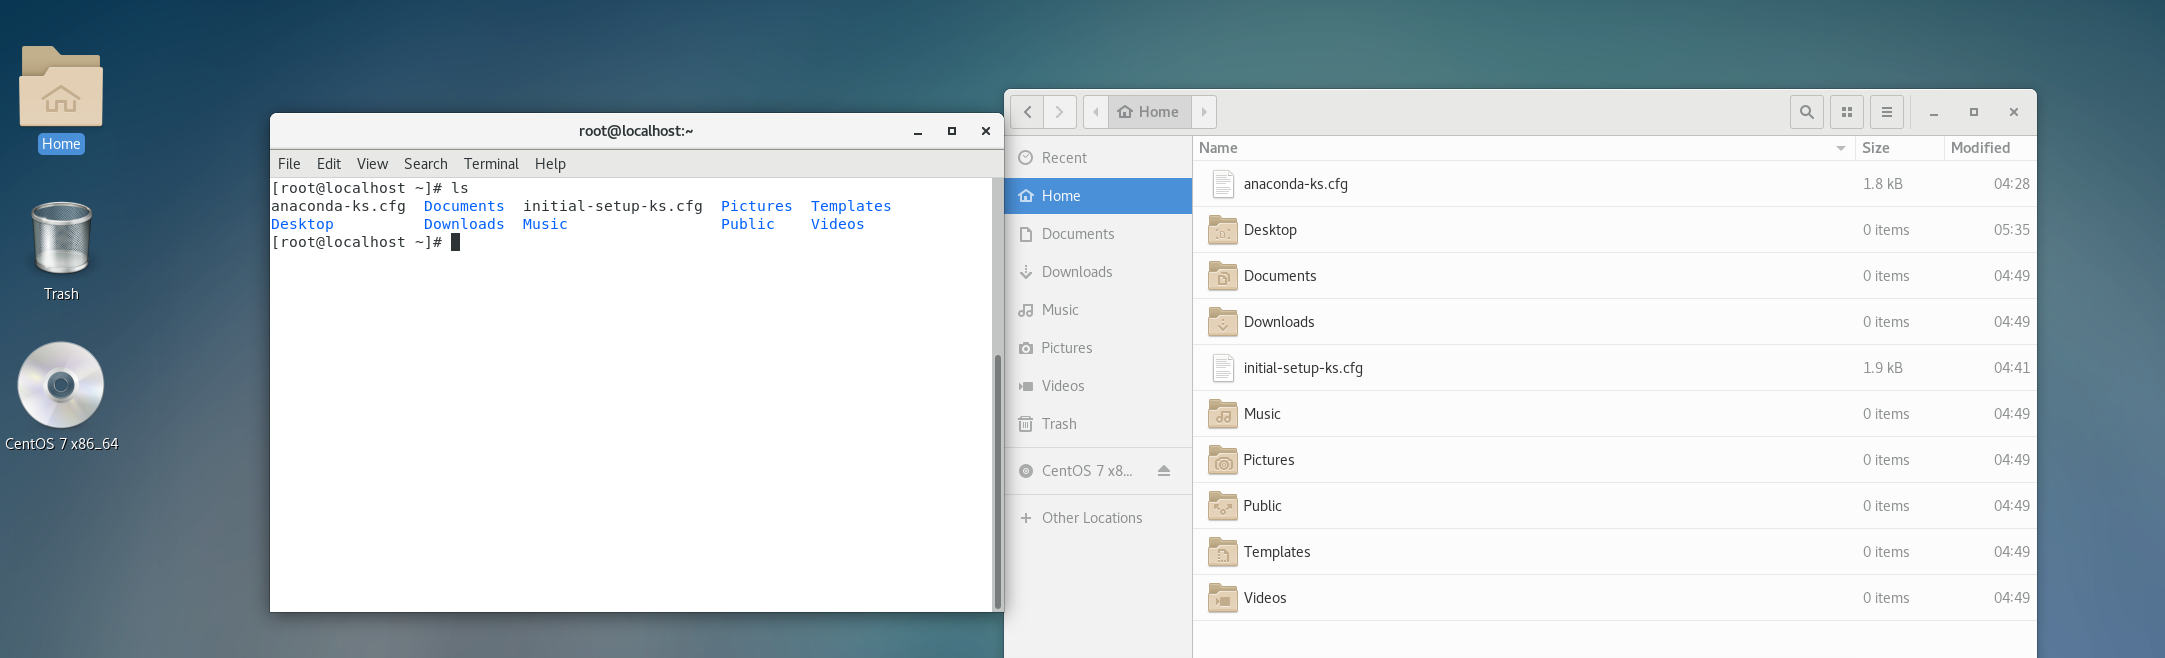 Home
Trash
CentOS 7 x86_64
root@localhost:~
File Edit View Search Terminal Help
[root@localhost ~]# ls
anaconda-ks.cfg Documents initial-setup-ks.cfg Pictures Templates
Desktop Downloads Music Public Videos
[root@localhost ~]#
Home
Recent
Home
Documents
Downloads
Music
Pictures
Videos
Trash
CentOS 7 x8...
Other Locations
Name Size Modified
anaconda-ks.cfg 1.8 kB 04:28
Desktop 0 items 05:35
Documents 0 items 04:49
Downloads 0 items 04:49
initial-setup-ks.cfg 1.9 kB 04:41
Music 0 items 04:49
Pictures 0 items 04:49
Public 0 items 04:49
Templates 0 items 04:49
Videos 0 items 04:49